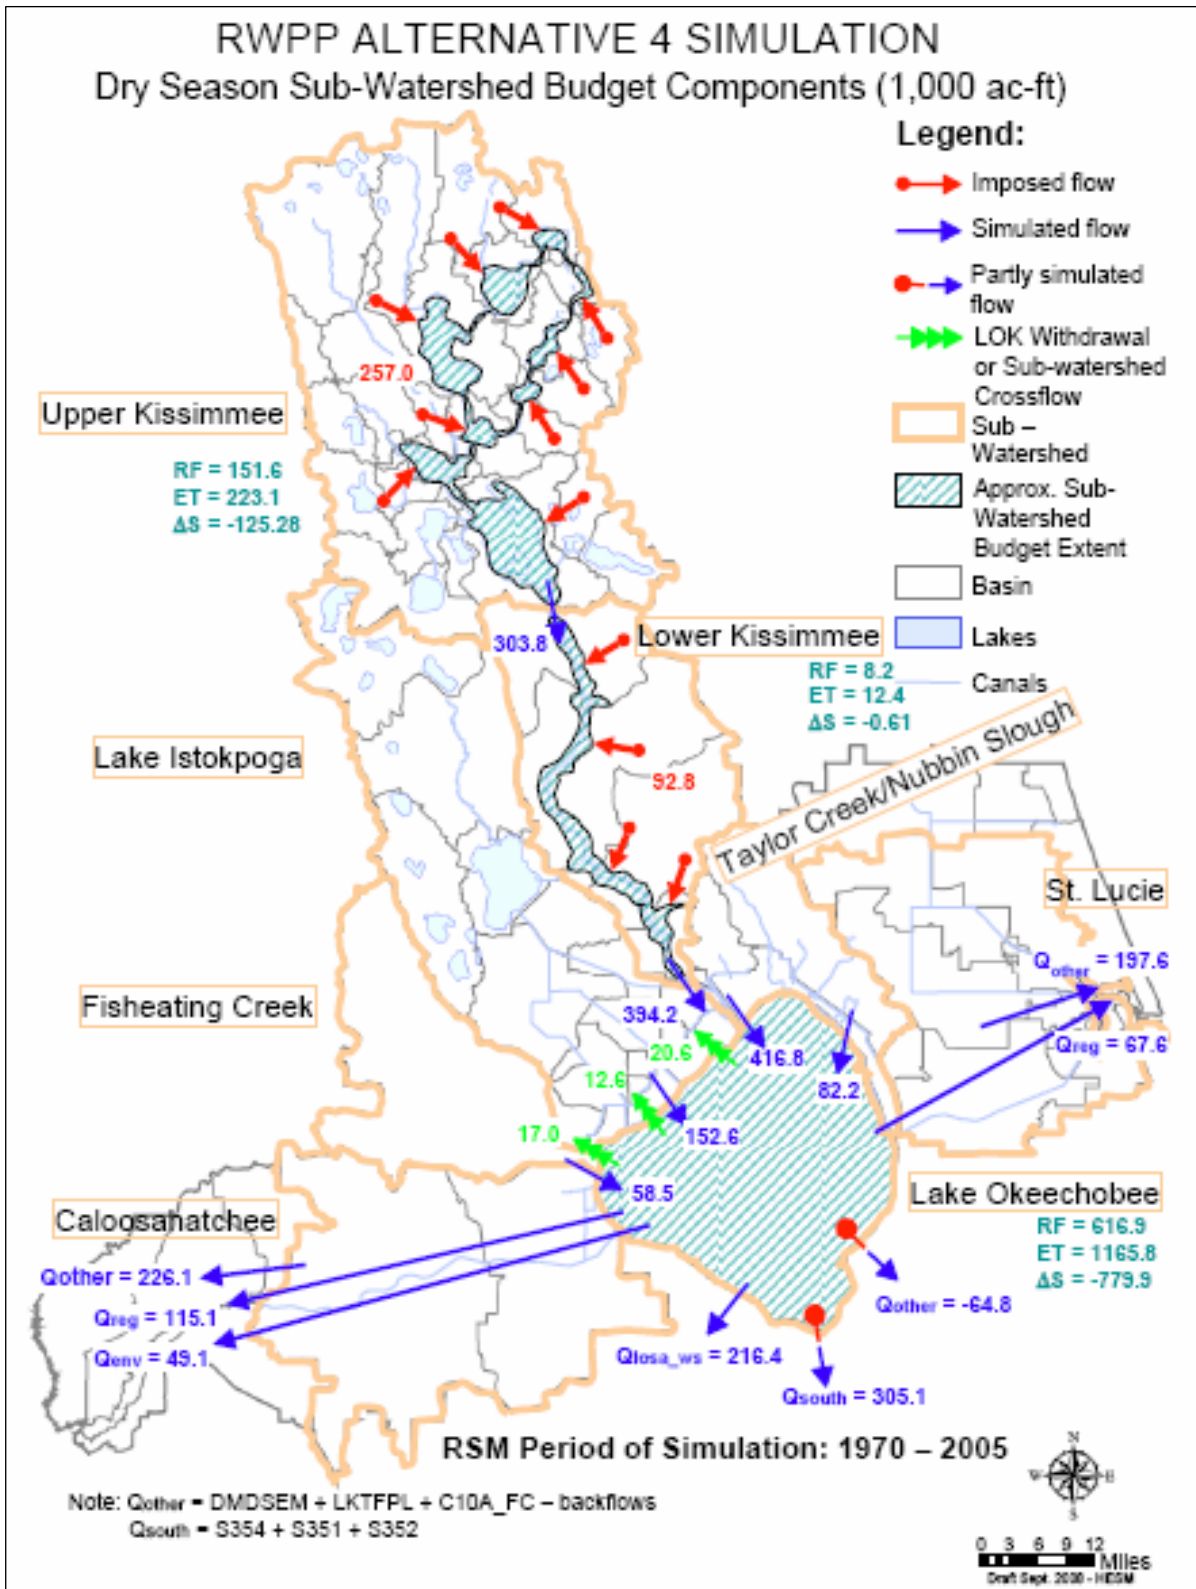 RWPP ALTERNATIVE 4 SIMULATION
Dry Season Sub-Watershed Budget Components (1,000 ac-ft)
Legend:
Imposed flow
Simulated flow
Partly simulated
flow
LOK Withdrawal
or Sub-watershed
Crossflow
Sub –
Watershed
Approx. Sub-
Watershed
Budget Extent
Basin
Lakes
Canals
257.0
Upper Kissimmee
RF = 151.6
ET = 223.1
ΔS = -125.28
303.8
Lower Kissimmee
RF = 8.2
ET = 12.4
ΔS = -0.61
Lake Istokpoga
92.8
Taylor Creek/Nubbin Slough
St. Lucie
Qother = 197.6
Qreg = 67.6
Fisheating Creek
394.2
20.6
416.8
12.6
82.2
17.0
152.6
58.5
Lake Okeechobee
RF = 616.9
ET = 1165.8
ΔS = -779.9
Caloosahatchee
Qother = 226.1
Qreg = 115.1
Qenv = 49.1
Qother = -64.8
Qlosa_ws = 216.4
Qsouth = 305.1
RSM Period of Simulation: 1970 – 2005
N
W E
S
Note: Qother = DMDSEM + LKTFPL + C10A_FC – backflows
Qsouth = S354 + S351 + S352
0 3 6 9 12
Miles
Draft Sept. 2008 - HESM